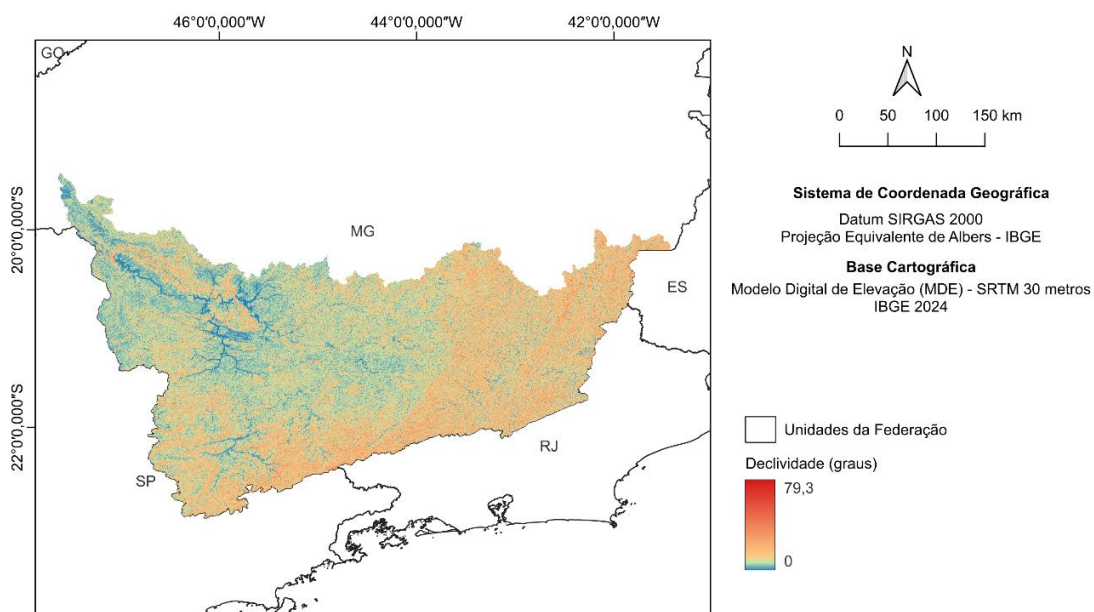 46°0'0,000"W
44°0'0,000"W
42°0'0,000"W
GO
N
0 50 100 150 km
Sistema de Coordenada Geográfica
Datum SIRGAS 2000
Projeção Equivalente de Albers - IBGE
20°0'0,000"S
MG
Base Cartográfica
ES
Modelo Digital de Elevação (MDE) - SRTM 30 metros
IBGE 2024
22°0'0,000"S
RJ
Unidades da Federação
SP
Declividade (graus)
79,3
0